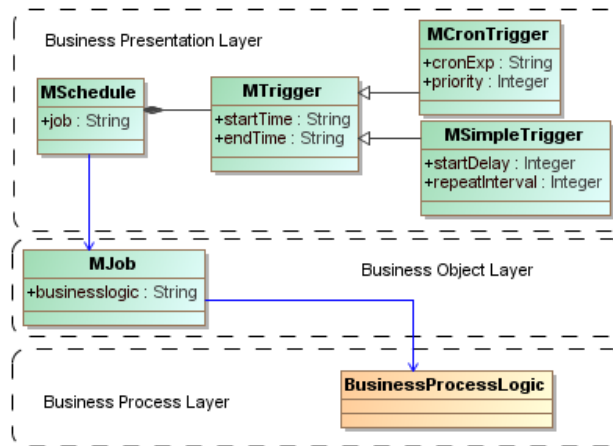 Business Presentation Layer
MCronTrigger
+cronExp : String
+priority : Integer
MSchedule
+job : String
MTrigger
+startTime : String
+endTime : String
MSimpleTrigger
+startDelay : Integer
+repeatInterval : Integer
MJob
+businesslogic : String
Business Object Layer
BusinessProcessLogic
Business Process Layer